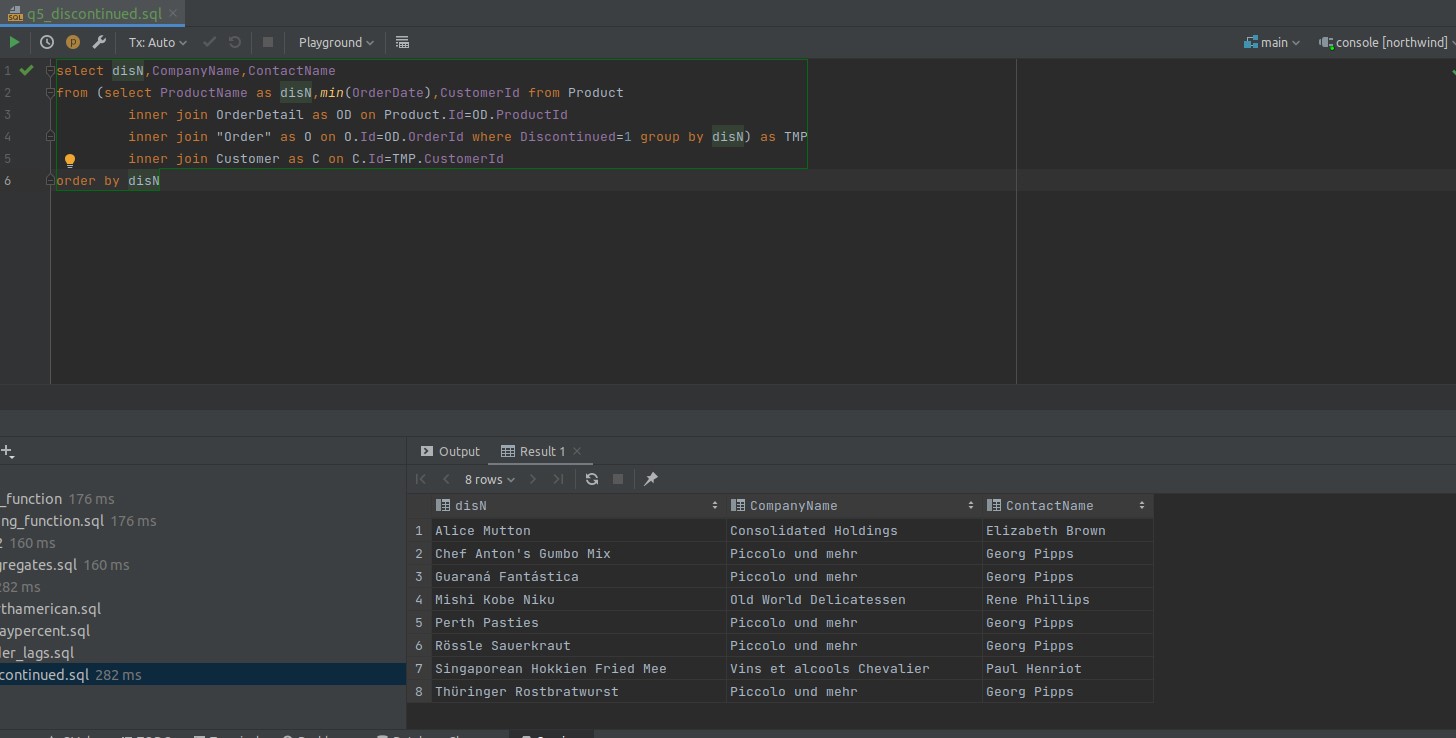 q5_discontinued.sql
Tx: Auto Playground main console [northwind]
1 select disN,CompanyName,ContactName
2 from (select ProductName as disN,min(OrderDate),CustomerId from Product
3 inner join OrderDetail as OD on Product.Id=OD.ProductId
4 inner join "Order" as O on O.Id=OD.OrderId where Discontinued=1 group by disN) as TMP
5 inner join Customer as C on C.Id=TMP.CustomerId
6 order by disN
Output Result 1
8 rows
_function 176 ms
ng_function.sql 176 ms
2 160 ms
gregates.sql 160 ms
282 ms
thamerican.sql
aypercent.sql
der_lags.sql
continued.sql 282 ms
disN CompanyName ContactName
1 Alice Mutton Consolidated Holdings Elizabeth Brown
2 Chef Anton's Gumbo Mix Piccolo und mehr Georg Pipps
3 Guaraná Fantástica Piccolo und mehr Georg Pipps
4 Mishi Kobe Niku Old World Delicatessen Rene Phillips
5 Perth Pasties Piccolo und mehr Georg Pipps
6 Rössle Sauerkraut Piccolo und mehr Georg Pipps
7 Singaporean Hokkien Fried Mee Vins et alcools Chevalier Paul Henriot
8 Thüringer Rostbratwurst Piccolo und mehr Georg Pipps